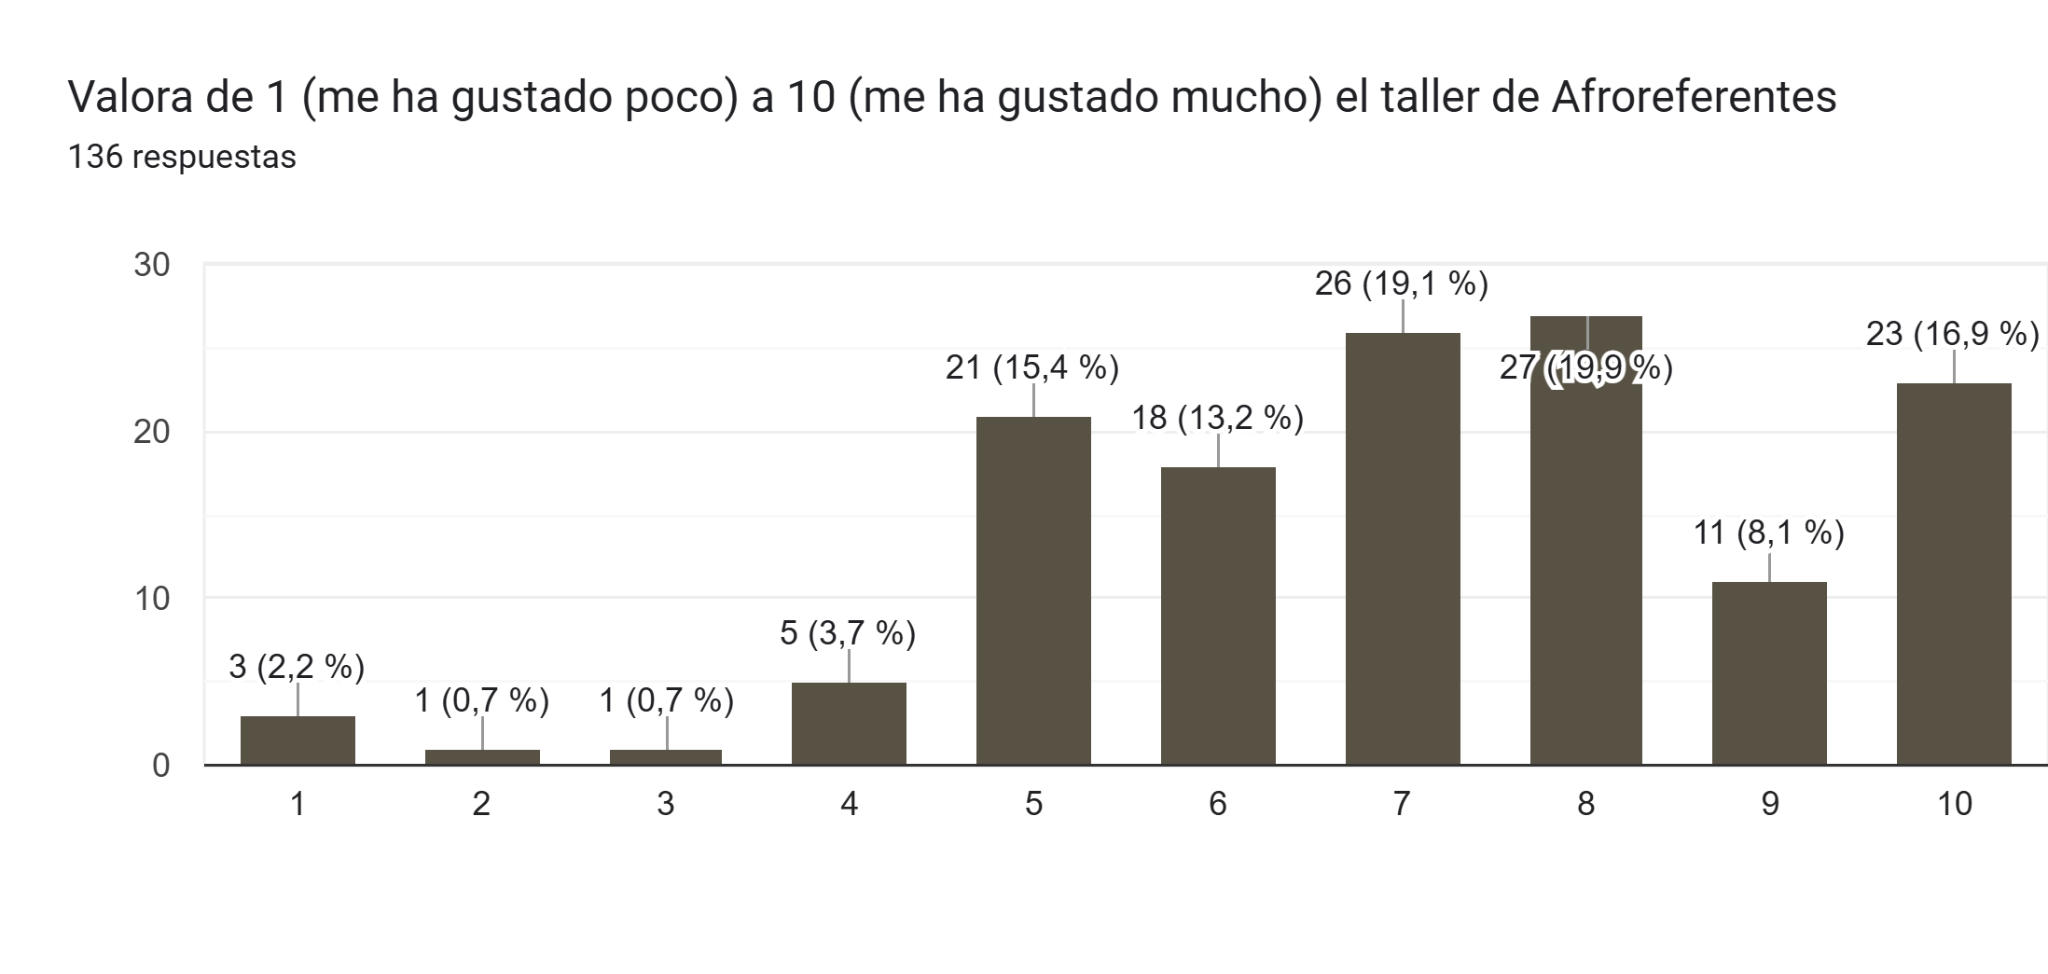 Valora de 1 (me ha gustado poco) a 10 (me ha gustado mucho) el taller de Afroreferentes
136 respuestas
30
20
10
0
3 (2,2 %)
1 (0,7 %)
1 (0,7 %)
5 (3,7 %)
21 (15,4 %)
18 (13,2 %)
26 (19,1 %)
27 (19,9 %)
11 (8,1 %)
23 (16,9 %)
1 2 3 4 5 6 7 8 9 10